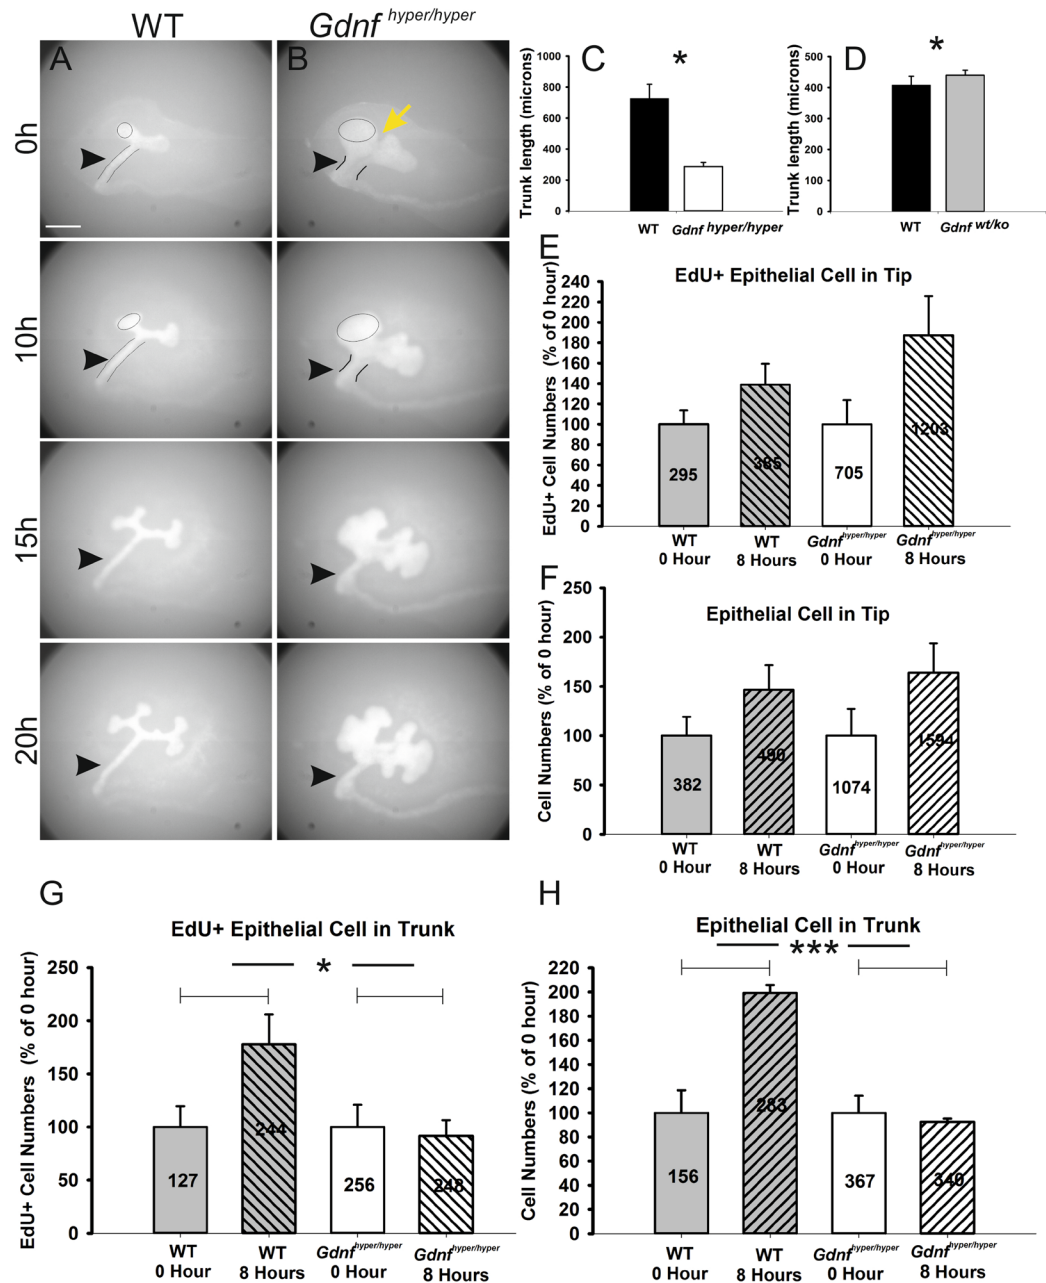 WT
Gdnf hyper/hyper
A
B
0h
10h
15h
20h
C
*
Trunk length (microns)
1000
800
600
400
200
0
WT
Gdnf hyper/hyper
D
*
Trunk length (microns)
500
400
300
200
100
0
WT
Gdnf wt/ko
E
EdU+ Epithelial Cell in Tip
EdU+ Cell Numbers (% of 0 hour)
240
220
200
180
160
140
120
100
80
60
40
20
0
295
385
705
1203
WT
0 Hour
WT
8 Hours
Gdnf hyper/hyper
0 Hour
Gdnf hyper/hyper
8 Hours
F
Epithelial Cell in Tip
Cell Numbers (% of 0 hour)
250
200
150
100
50
0
382
490
1074
1594
WT
0 Hour
WT
8 Hours
Gdnf hyper/hyper
0 Hour
Gdnf hyper/hyper
8 Hours
G
EdU+ Epithelial Cell in Trunk
*
EdU+ Cell Numbers (% of 0 hour)
250
200
150
100
50
0
127
244
256
248
WT
0 Hour
WT
8 Hours
Gdnf hyper/hyper
0 Hour
Gdnf hyper/hyper
8 Hours
H
Epithelial Cell in Trunk
***
Cell Numbers (% of 0 hour)
220
200
180
160
140
120
100
80
60
40
20
0
156
283
367
340
WT
0 Hour
WT
8 Hours
Gdnf hyper/hyper
0 Hour
Gdnf hyper/hyper
8 Hours